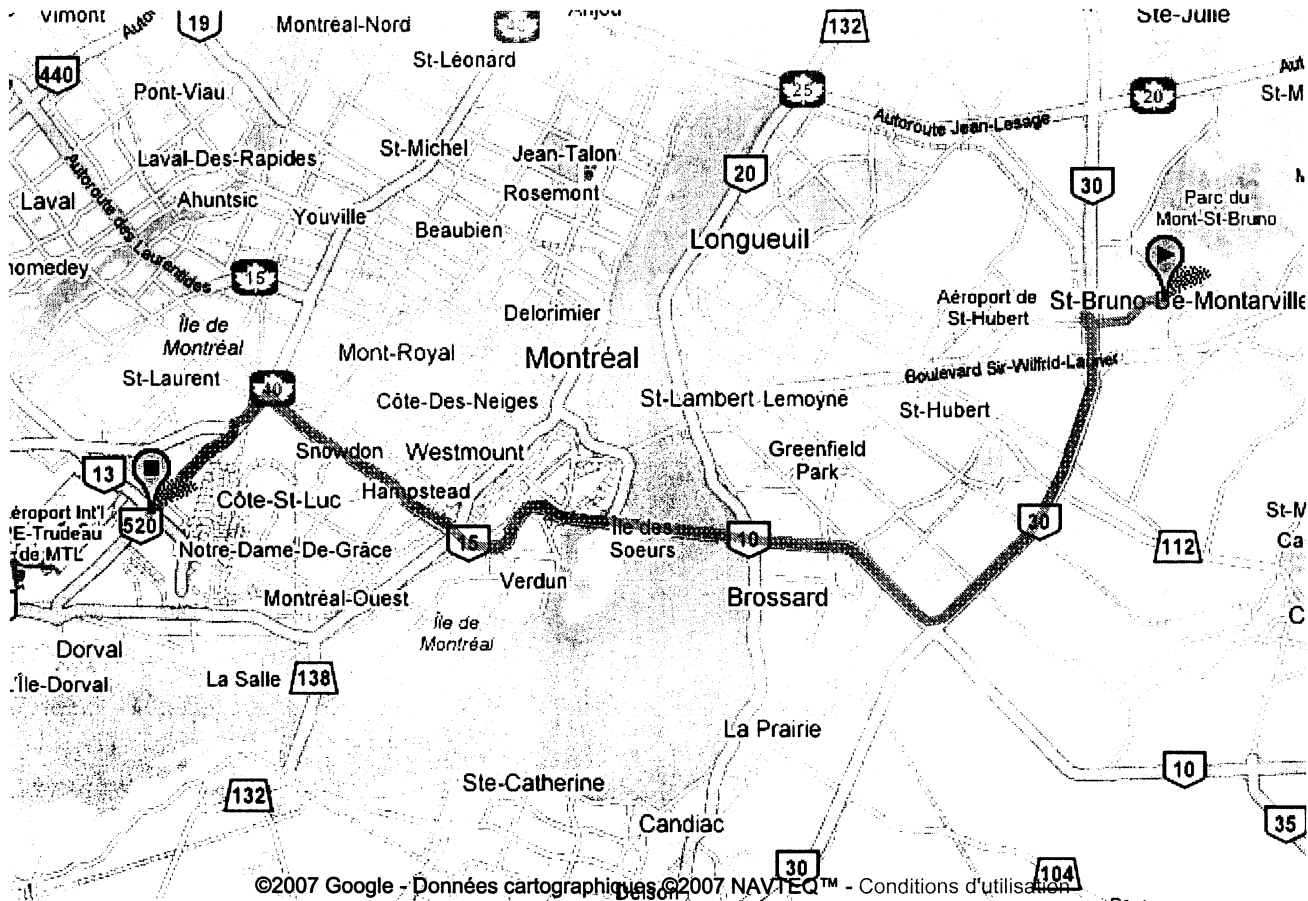 Vimont
19
Montréal-Nord
Anjou
132
Ste-Julie
St-Léonard
440
Pont-Viau
25
20
St-M
Autoroute Jean-Lesage
Laval-Des-Rapides
St-Michel
Jean-Talon
Autoroute des Laurentides
20
30
Rosemont
Laval
Ahuntsic
Youville
Parc du
Mont-St-Bruno
Beaubien
Longueuil
homedey
15
Aéroport de
St-Hubert
St-Bruno-De-Montarville
Île de
Montréal
Delorimier
Mont-Royal
Montréal
Boulevard Sir-Wilfrid-Laurier
St-Laurent
40
Côte-Des-Neiges
St-Lambert
Lemoyne
St-Hubert
Snowdon
Westmount
Greenfield
Park
13
Hampstead
Côte-St-Luc
éroport Int'l
P-E-Trudeau
de MTL
520
30
St-M
Ca
15
Île des
Soeurs
10
112
Notre-Dame-De-Grâce
Verdun
Montréal-Ouest
Brossard
Île de
Montréal
C
Dorval
L'Île-Dorval
La Salle
138
La Prairie
10
Ste-Catherine
132
Candiac
35
30
104
©2007 Google - Données cartographiques ©2007 NAVTEQ™ - Conditions d'utilisation
Delson